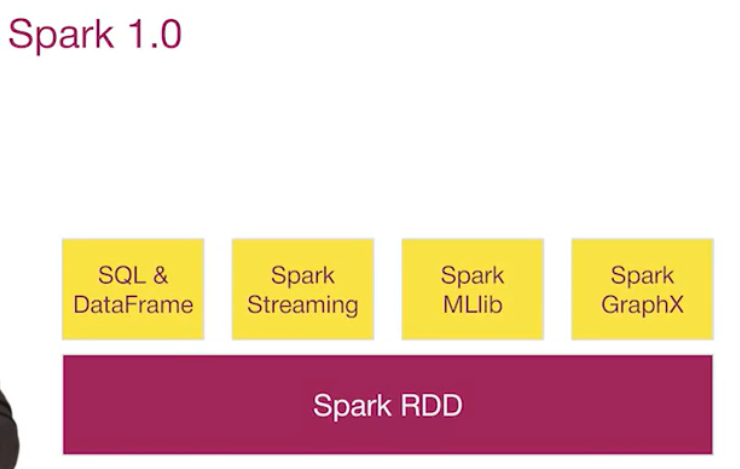 Spark 1.0
SQL &
DataFrame
Spark
Streaming
Spark
MLlib
Spark
GraphX
Spark RDD